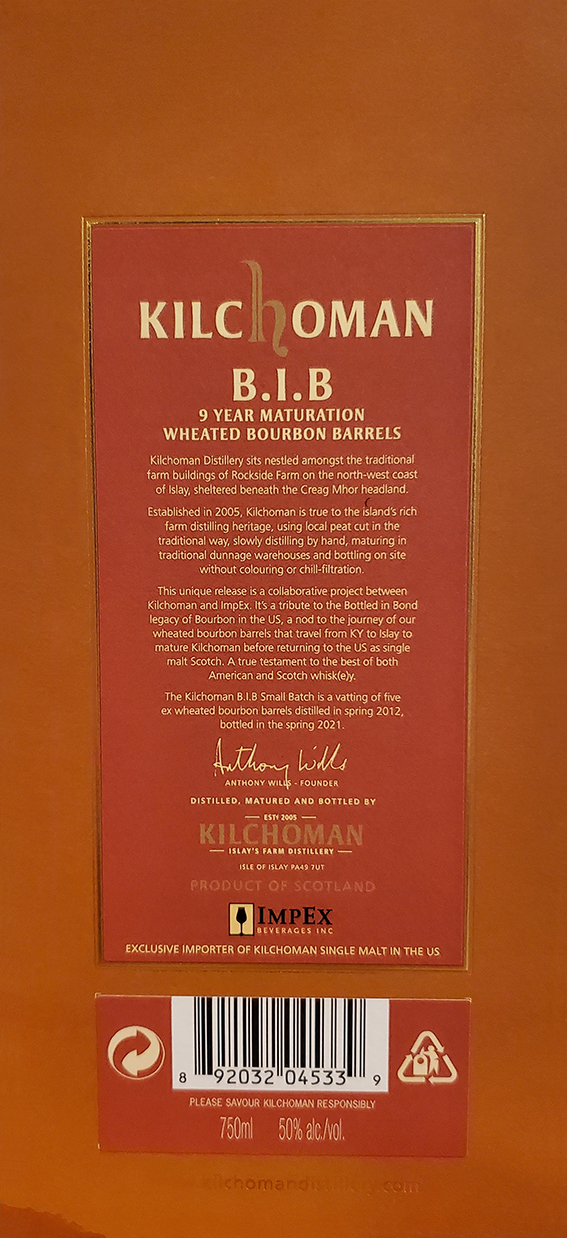 KILCHOMAN
B.I.B
9 YEAR MATURATION
WHEATED BOURBON BARRELS
Kilchoman Distillery sits nestled amongst the traditional
farm buildings of Rockside Farm on the north-west coast
of Islay, sheltered beneath the Creag Mhor headland.
Established in 2005, Kilchoman is true to the island's rich
farm distilling heritage, using local peat cut in the
traditional way, slowly distilling by hand, maturing in
traditional dunnage warehouses and bottling on site
without colouring or chill-filtration.
This unique release is a collaborative project between
Kilchoman and ImpEx. It's a tribute to the Bottled in Bond
legacy of Bourbon in the US, a nod to the journey of our
wheated bourbon barrels that travel from KY to Islay to
mature Kilchoman before returning to the US as single
malt Scotch. A true testament to the best of both
American and Scotch whisk(e)y.
The Kilchoman B.I.B Small Batch is a vatting of five
ex wheated bourbon barrels distilled in spring 2012,
bottled in the spring 2021.
Anthony Wills
ANTHONY WILLS - FOUNDER
DISTILLED, MATURED AND BOTTLED BY
ESTd 2005
KILCHOMAN
ISLAY'S FARM DISTILLERY
ISLE OF ISLAY PA49 7UT
PRODUCT OF SCOTLAND
IMPEX
BEVERAGES INC
EXCLUSIVE IMPORTER OF KILCHOMAN SINGLE MALT IN THE US
8 92032 04533 9
PLEASE SAVOUR KILCHOMAN RESPONSIBLY
750ml 50% alc./vol.